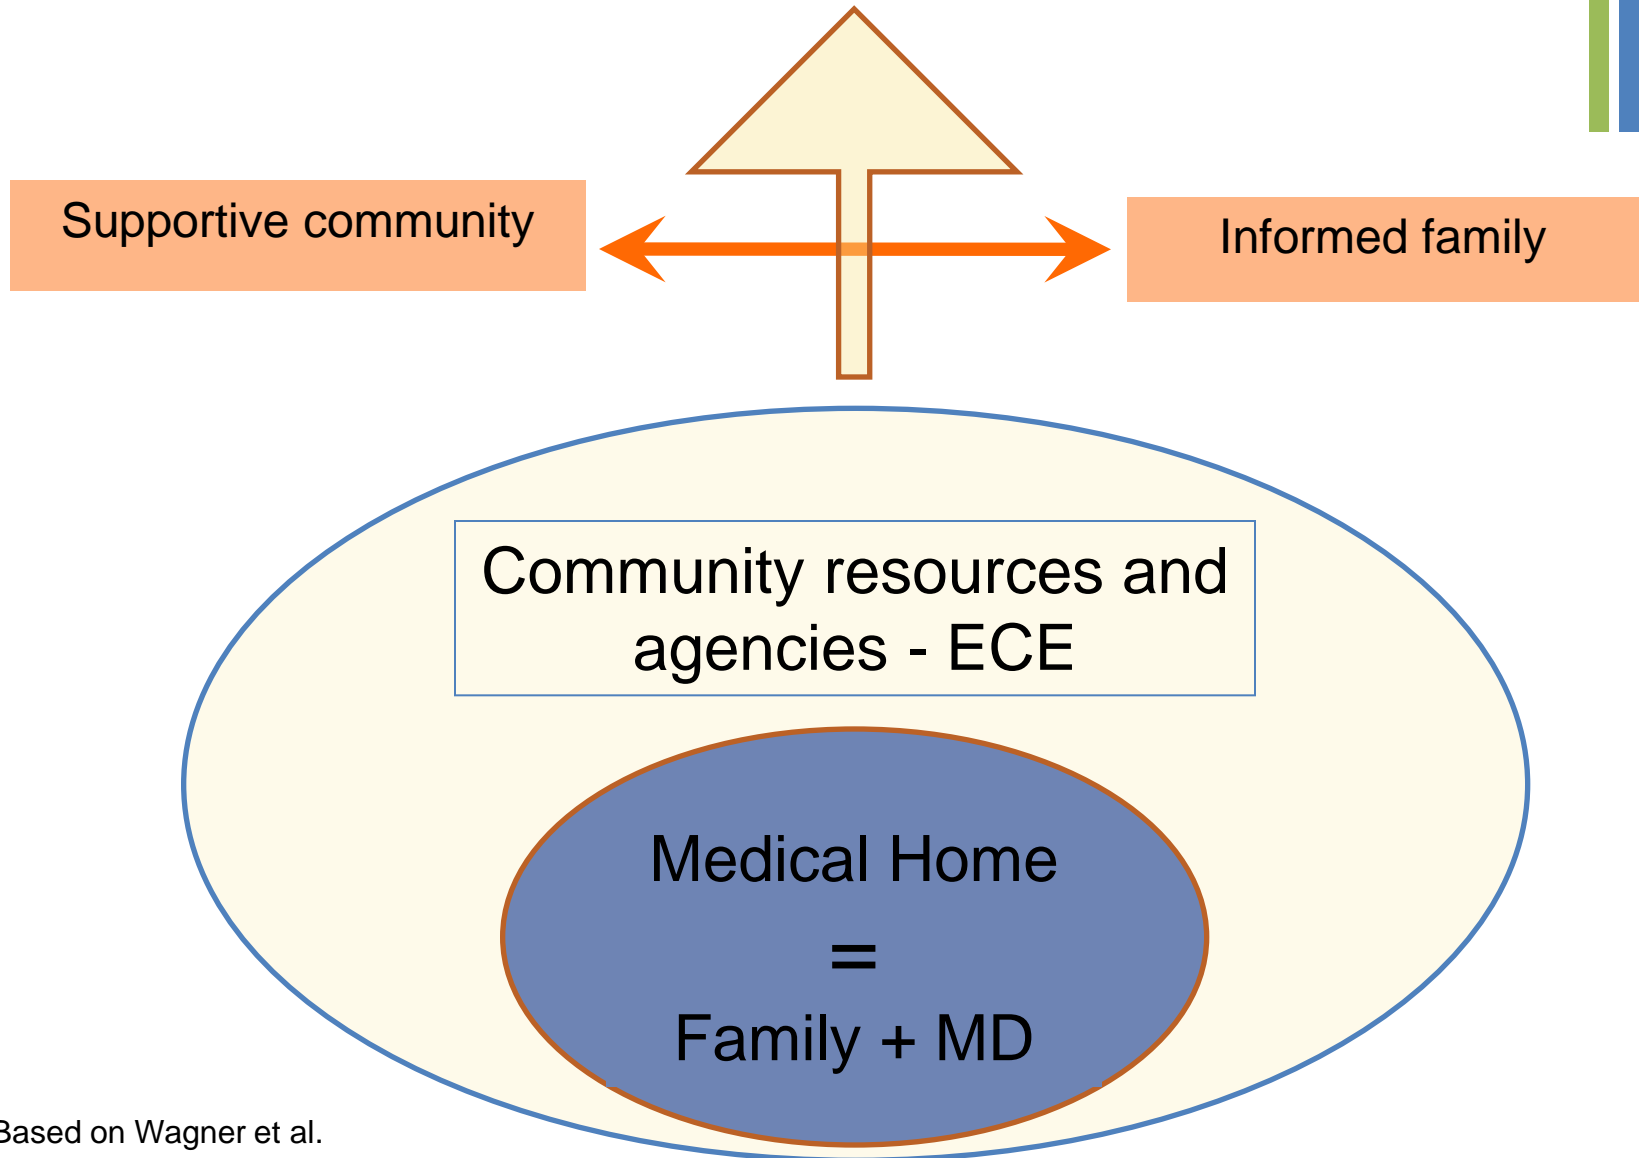 Supportive community
Informed family
Community resources and
agencies - ECE
Medical Home
=
Family + MD
Based on Wagner et al.